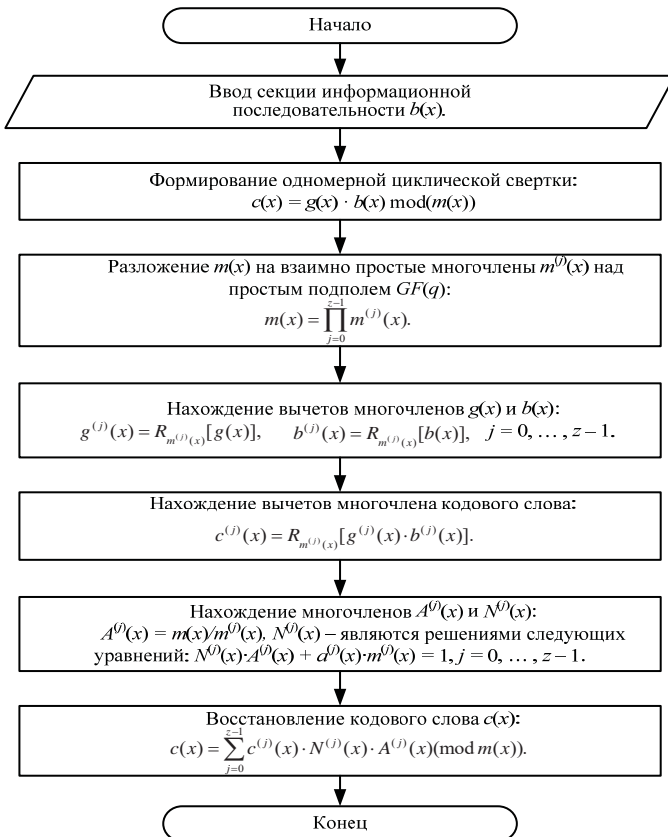 Начало
Ввод секции информационной
последовательности b(x).
Формирование одномерной циклической свертки:
c(x) = g(x) · b(x) mod(m(x))
Разложение m(x) на взаимно простые многочлены m^(j)(x) над
простым подполем GF(q):
m(x) = ∏_{j=0}^{z−1} m^(j)(x).
Нахождение вычетов многочленов g(x) и b(x):
g^(j)(x) = R_{m^(j)(x)}[g(x)], b^(j)(x) = R_{m^(j)(x)}[b(x)], j = 0, ... , z − 1.
Нахождение вычетов многочлена кодового слова:
c^(j)(x) = R_{m^(j)(x)}[g^(j)(x) · b^(j)(x)].
Нахождение многочленов A^(j)(x) и N^(j)(x):
A^(j)(x) = m(x)/m^(j)(x), N^(j)(x) – являются решениями следующих
уравнений: N^(j)(x)·A^(j)(x) + a^(j)(x)·m^(j)(x) = 1, j = 0, ... , z − 1.
Восстановление кодового слова c(x):
c(x) = ∑_{j=0}^{z−1} c^(j)(x) · N^(j)(x) · A^(j)(x)(mod m(x)).
Конец